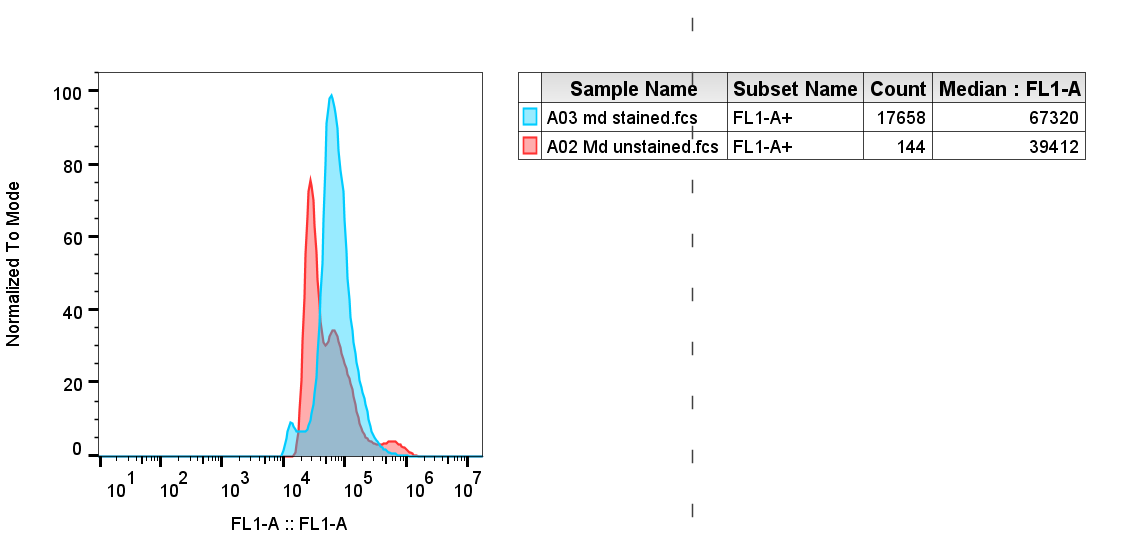 Normalized To Mode
100
80
60
40
20
0
10^1 10^2 10^3 10^4 10^5 10^6 10^7
FL1-A :: FL1-A
Sample Name Subset Name Count Median : FL1-A
A03 md stained.fcs FL1-A+ 17658 67320
A02 Md unstained.fcs FL1-A+ 144 39412